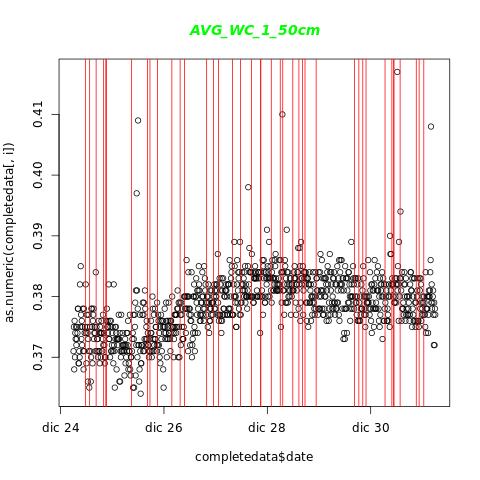 AVG_WC_1_50cm
as.numeric(completedata[, i])
0.41
0.40
0.39
0.38
0.37
dic 24
dic 26
dic 28
dic 30
completedata$date